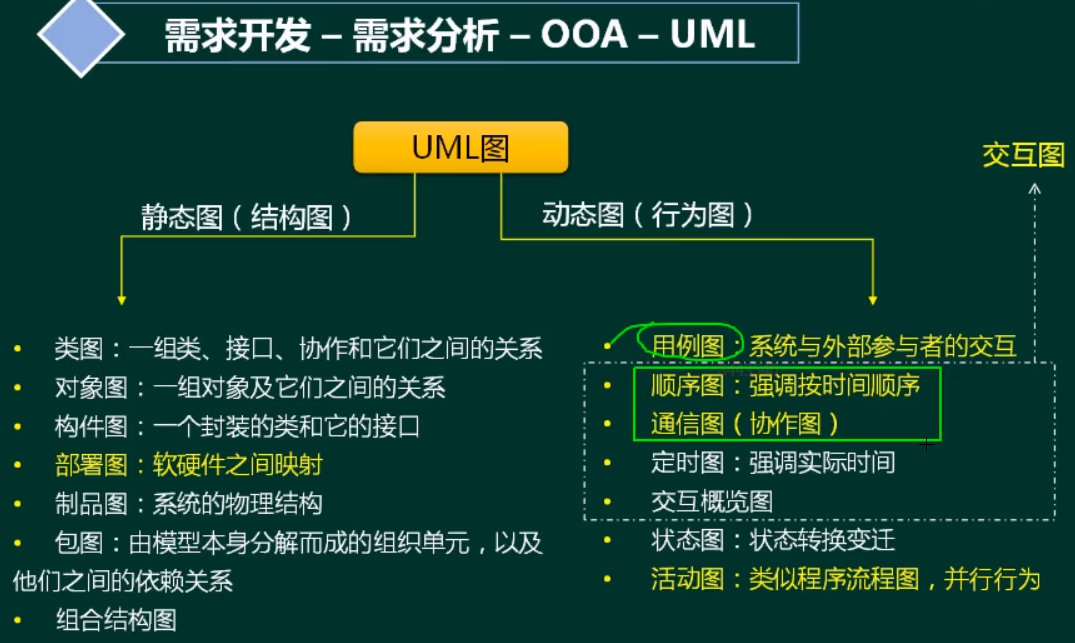 需求开发 – 需求分析 – OOA – UML
UML图
交互图
静态图（结构图）
动态图（行为图）
• 类图：一组类、接口、协作和它们之间的关系
• 对象图：一组对象及它们之间的关系
• 构件图：一个封装的类和它的接口
• 部署图：软硬件之间映射
• 制品图：系统的物理结构
• 包图：由模型本身分解而成的组织单元，以及
他们之间的依赖关系
• 组合结构图
• 用例图：系统与外部参与者的交互
• 顺序图：强调按时间顺序
• 通信图（协作图）
• 定时图：强调实际时间
• 交互概览图
• 状态图：状态转换变迁
• 活动图：类似程序流程图，并行行为